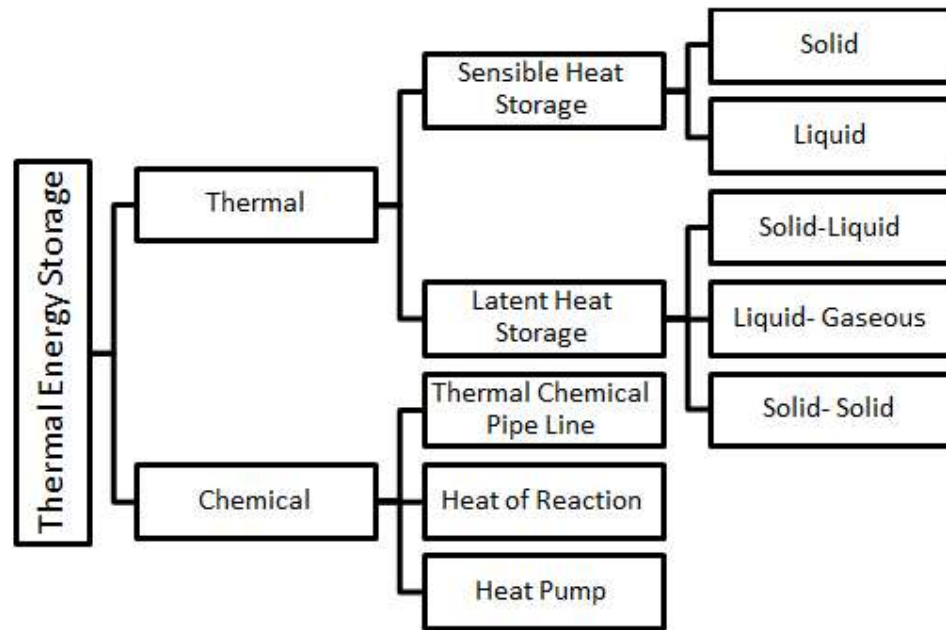 Thermal Energy Storage
Thermal
Sensible Heat
Storage
Solid
Liquid
Latent Heat
Storage
Solid-Liquid
Liquid- Gaseous
Solid- Solid
Chemical
Thermal Chemical
Pipe Line
Heat of Reaction
Heat Pump